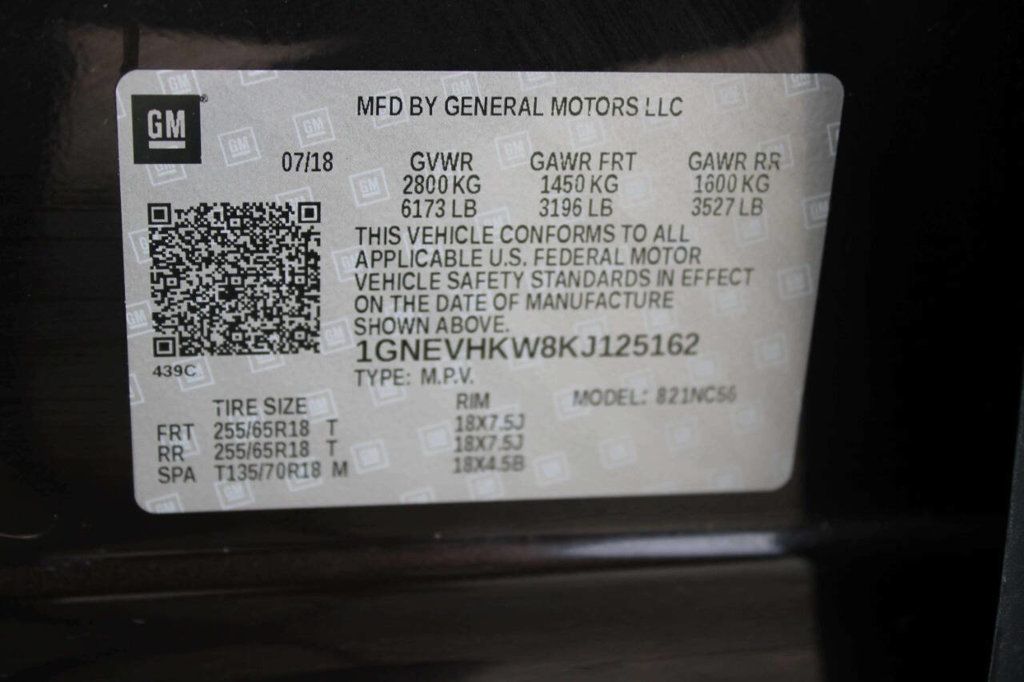 GM
MFD BY GENERAL MOTORS LLC
07/18 GVWR GAWR FRT GAWR RR
2800 KG 1450 KG 1600 KG
6173 LB 3196 LB 3527 LB
THIS VEHICLE CONFORMS TO ALL
APPLICABLE U.S. FEDERAL MOTOR
VEHICLE SAFETY STANDARDS IN EFFECT
ON THE DATE OF MANUFACTURE
SHOWN ABOVE.
1GNEVHKW8KJ125162
439C
TYPE: M.P.V.
TIRE SIZE RIM MODEL:
FRT 255/65R18 T 18X7.5J
RR 255/65R18 T 18X7.5J
SPA T135/70R18 M 18X4.5B